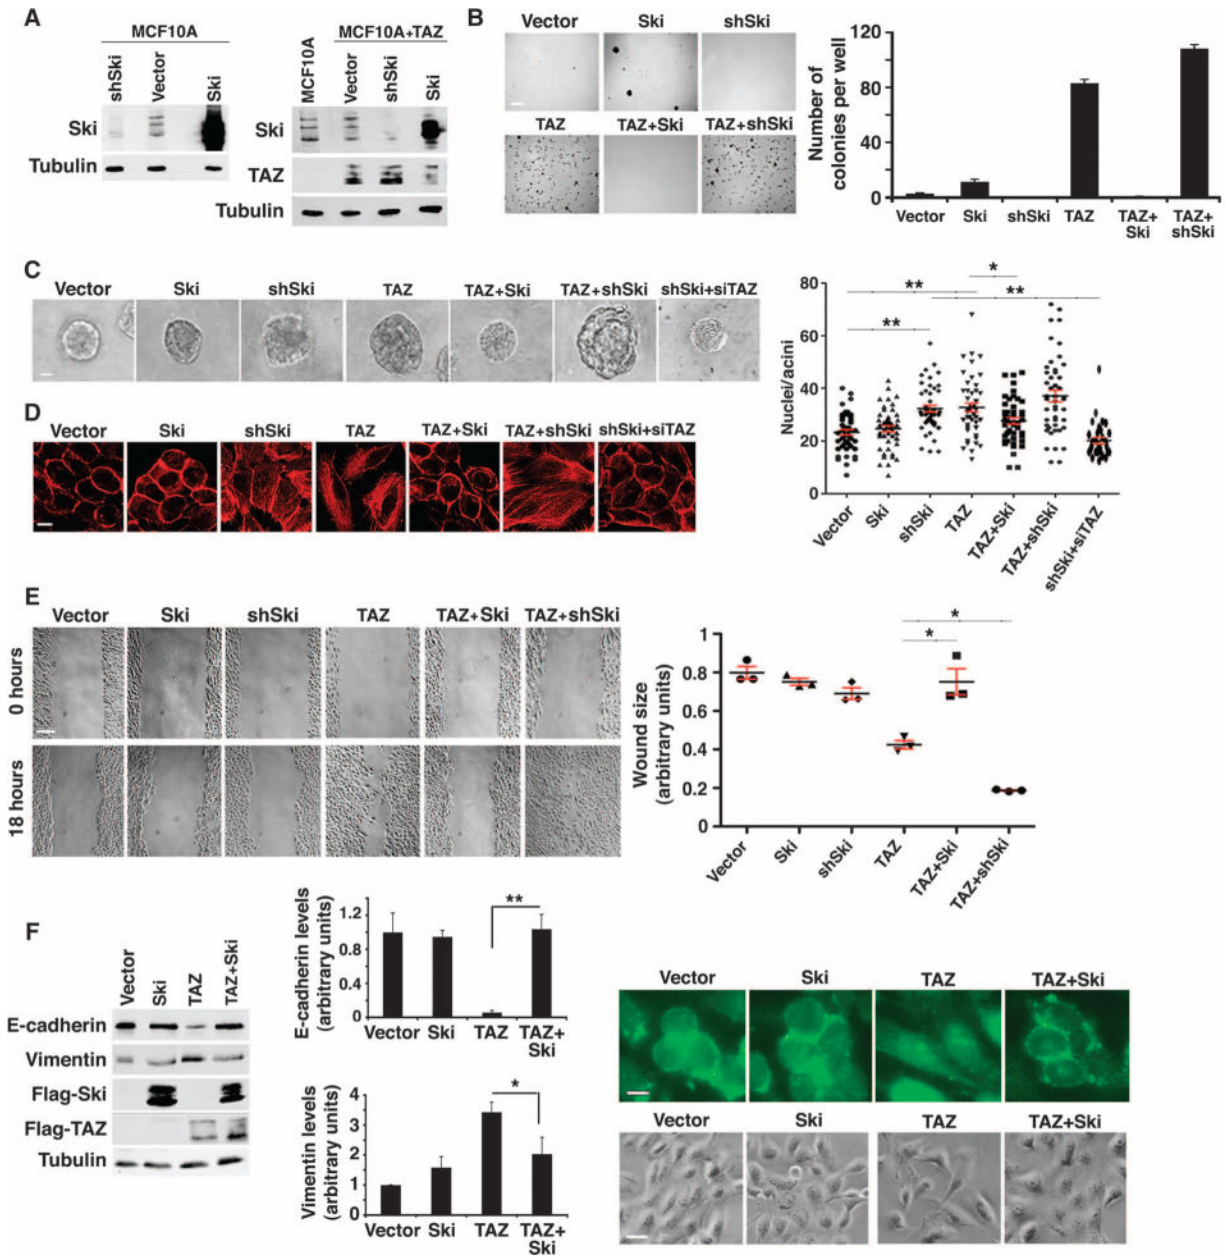 A
MCF10A
shSki
Vector
Ski
Ski
Tubulin
MCF10A
MCF10A+TAZ
Vector
shSki
Ski
Ski
TAZ
Tubulin
B
Vector
Ski
shSki
TAZ
TAZ+Ski
TAZ+shSki
Number of
colonies per well
120
80
40
0
Vector
Ski
shSki
TAZ
TAZ+
Ski
TAZ+
shSki
C
Vector
Ski
shSki
TAZ
TAZ+Ski
TAZ+shSki
shSki+siTAZ
Nuclei/acini
80
60
40
20
0
*
**
**
**
Vector
Ski
shSki
TAZ
TAZ+Ski
TAZ+shSki
shSki+siTAZ
D
Vector
Ski
shSki
TAZ
TAZ+Ski
TAZ+shSki
shSki+siTAZ
E
Vector
Ski
shSki
TAZ
TAZ+Ski
TAZ+shSki
0 hours
18 hours
Wound size
(arbitrary units)
1
0.8
0.6
0.4
0.2
0
*
*
Vector
Ski
shSki
TAZ
TAZ+Ski
TAZ+shSki
F
Vector
Ski
TAZ
TAZ+Ski
E-cadherin
Vimentin
Flag-Ski
Flag-TAZ
Tubulin
E-cadherin levels
(arbitrary units)
1.2
0.8
0.4
0
**
Vector
Ski
TAZ
TAZ+
Ski
Vimentin levels
(arbitrary units)
4
3
2
1
0
*
Vector
Ski
TAZ
TAZ+
Ski
Vector
Ski
TAZ
TAZ+Ski
Vector
Ski
TAZ
TAZ+Ski